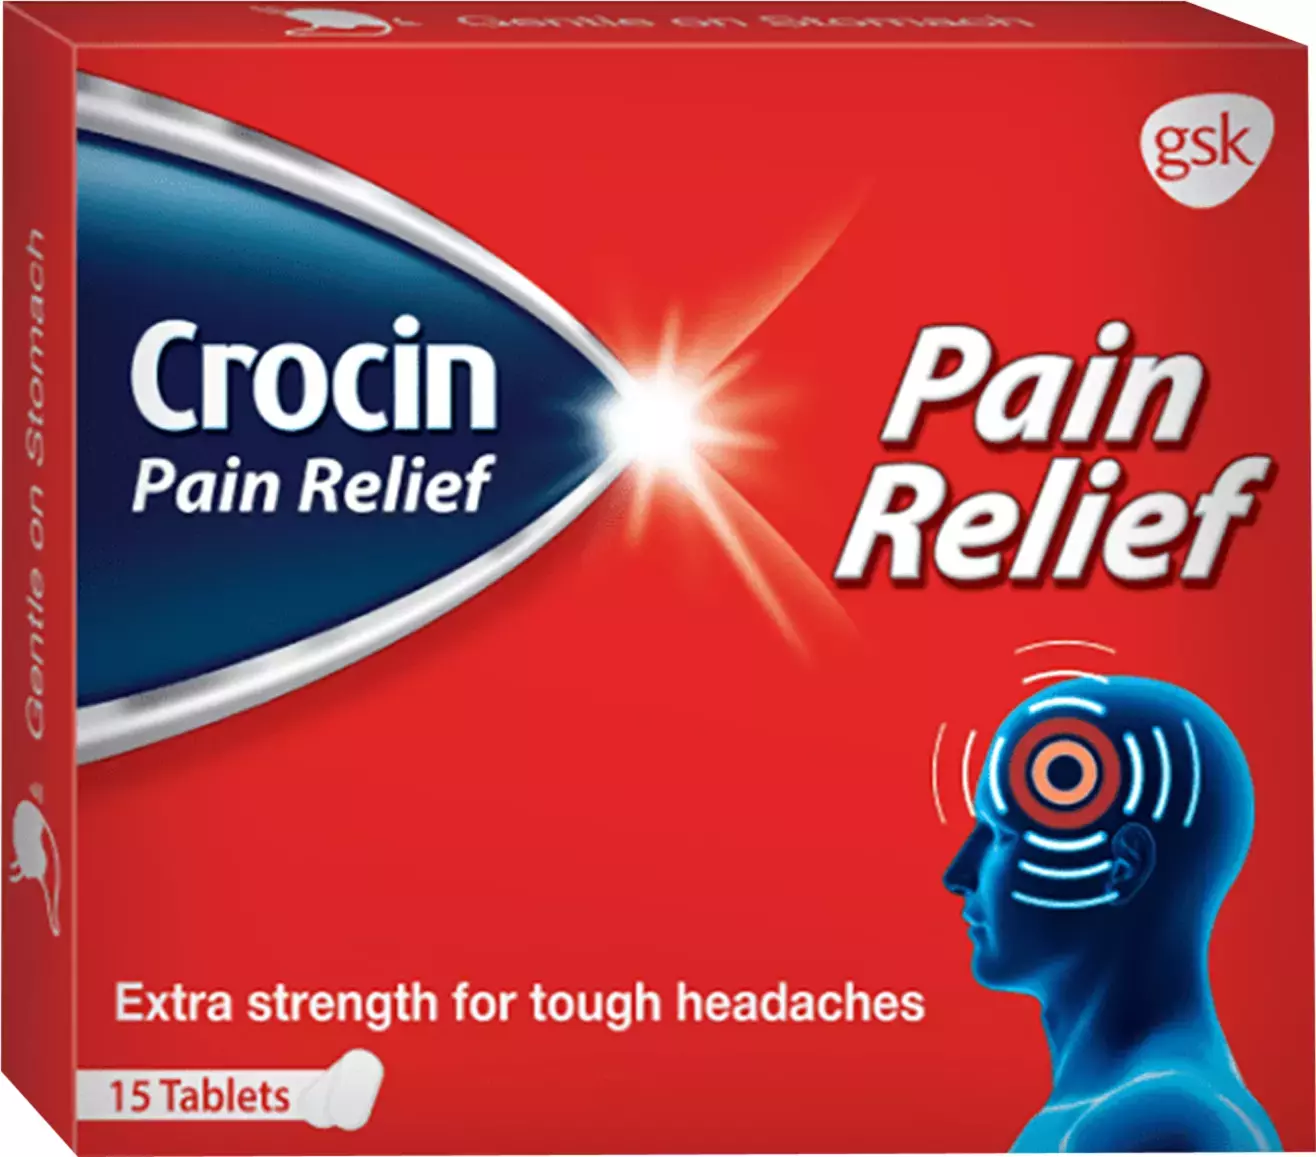 Gentle on Stomach
gsk
Gentle on Stomach
Crocin
Pain Relief
Pain
Relief
Extra strength for tough headaches
15 Tablets